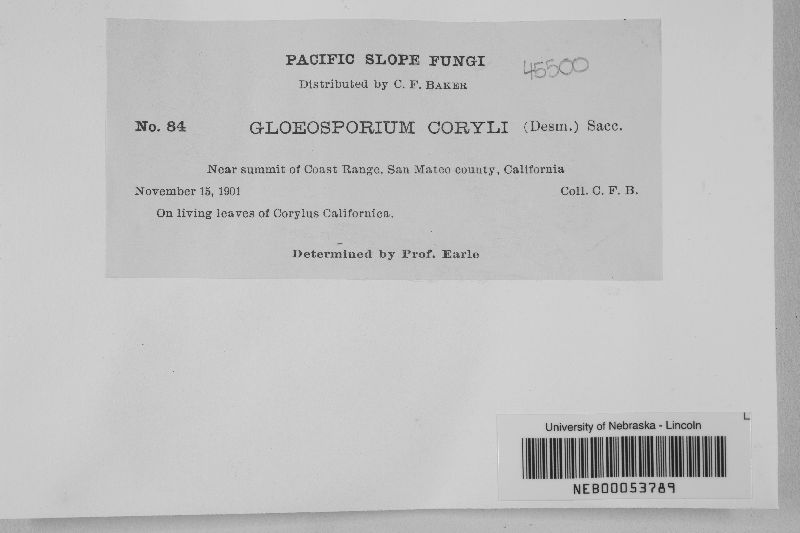 PACIFIC SLOPE FUNGI
45500
Distributed by C. F. BAKER
No. 84 GLOEOSPORIUM CORYLI (Desm.) Sacc.
Near summit of Coast Range, San Mateo county, California
November 15, 1901 Coll. C. F. B.
On living leaves of Corylus Californica.
Determined by Prof. Earle
L
University of Nebraska - Lincoln
NEB00053789